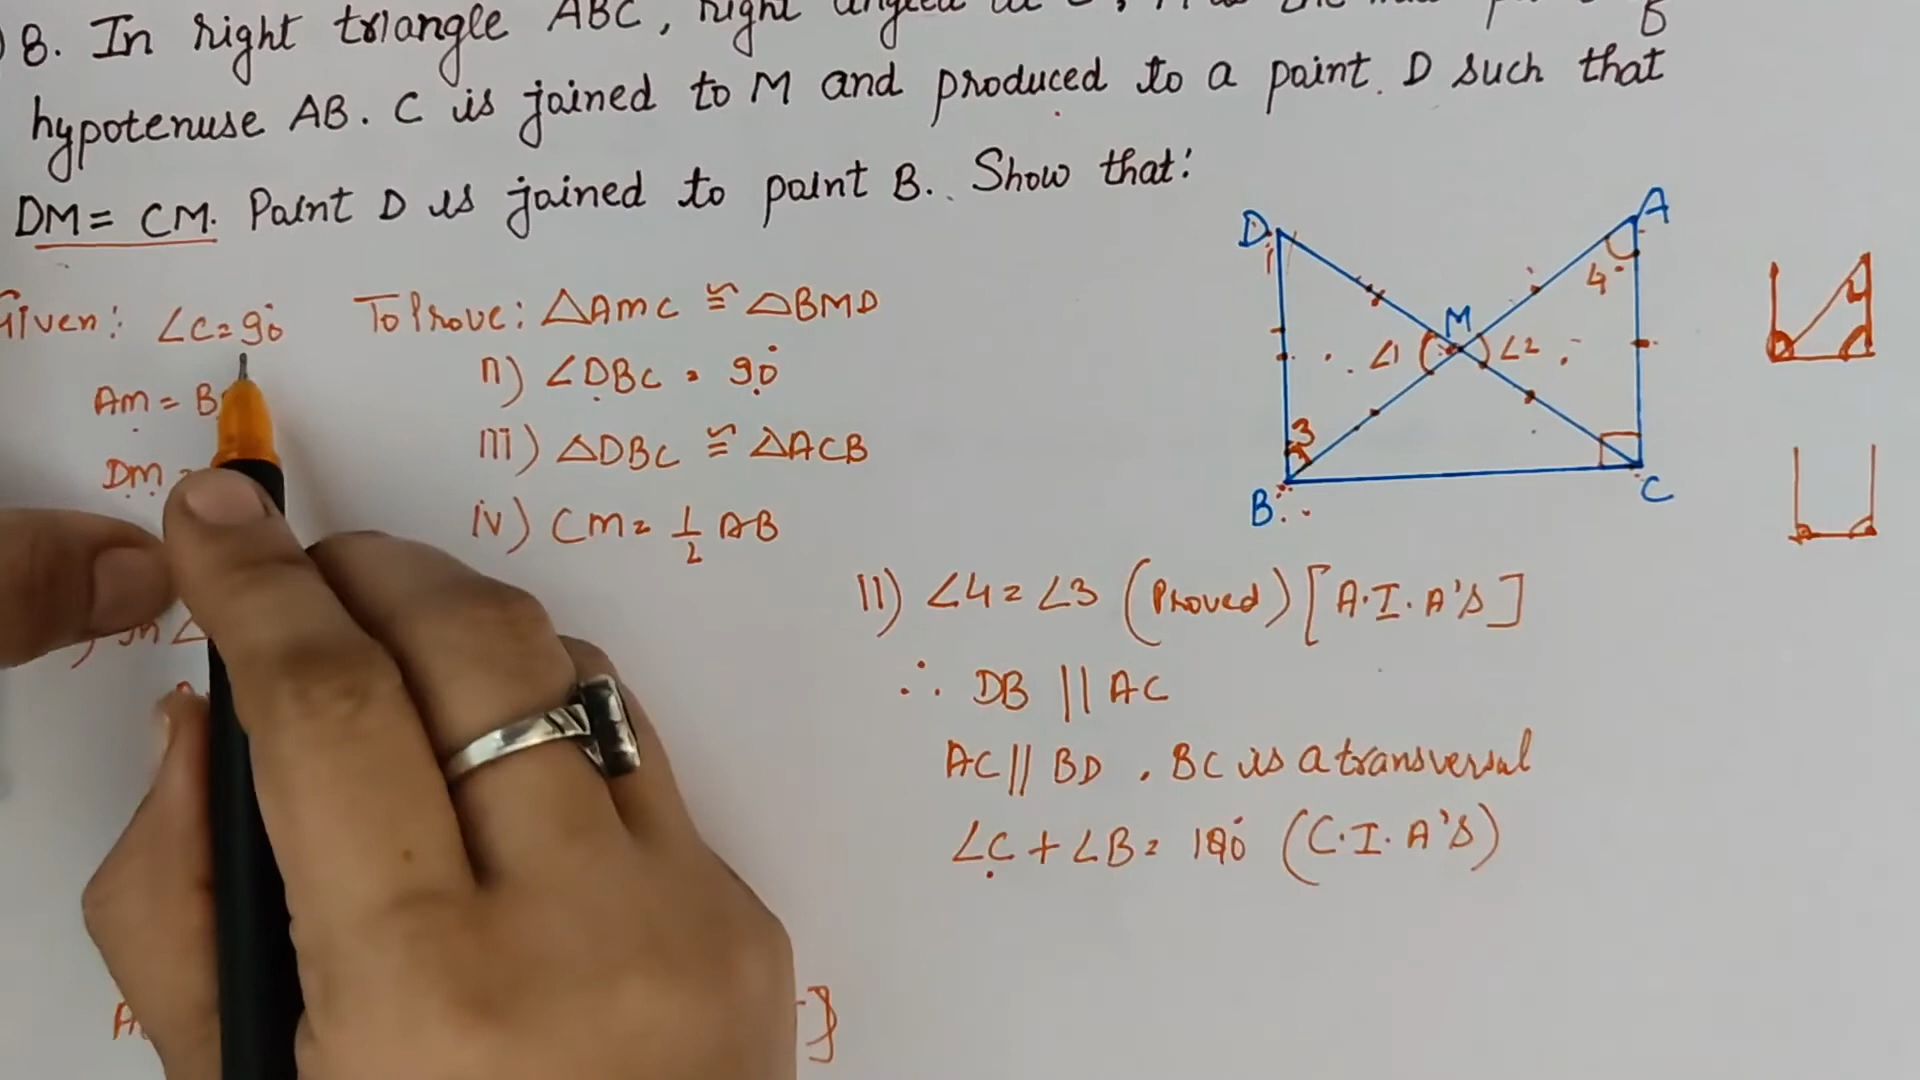 8. In right triangle ABC, right angled
hypotenuse AB. C is joined to M and produced to a point D such that
DM = CM. Point D is joined to point B. Show that:
Given: ∠C = 90°
To Prove: △AMC ≅ △BMD
AM = B
II) ∠DBC = 90°
DM =
III) △DBC ≅ △ACB
iv) CM = 1/2 AB
D
A
M
4
∠1
∠2
3
B
C
II) ∠4 = ∠3 (Proved) [A.I.A's]
∴ DB || AC
AC || BD, BC is a transversal
∠C + ∠B = 180° (C.I.A's)